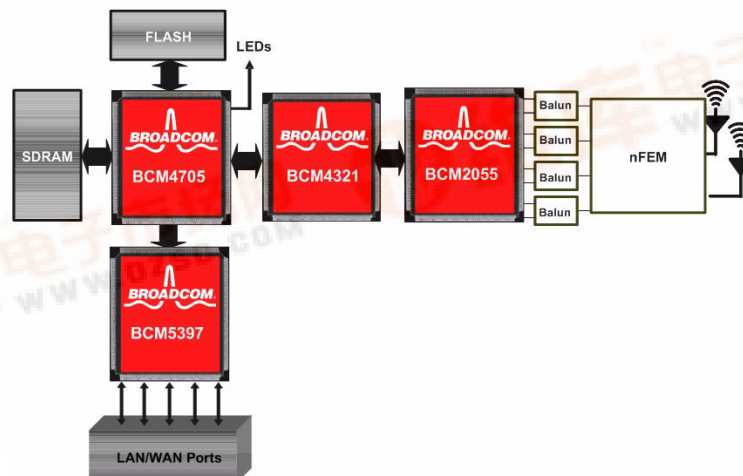 FLASH
LEDs
SDRAM
BROADCOM.
BCM4705
BROADCOM.
BCM4321
BROADCOM.
BCM2055
Balun
Balun
Balun
Balun
nFEM
BROADCOM.
BCM5397
LAN/WAN Ports